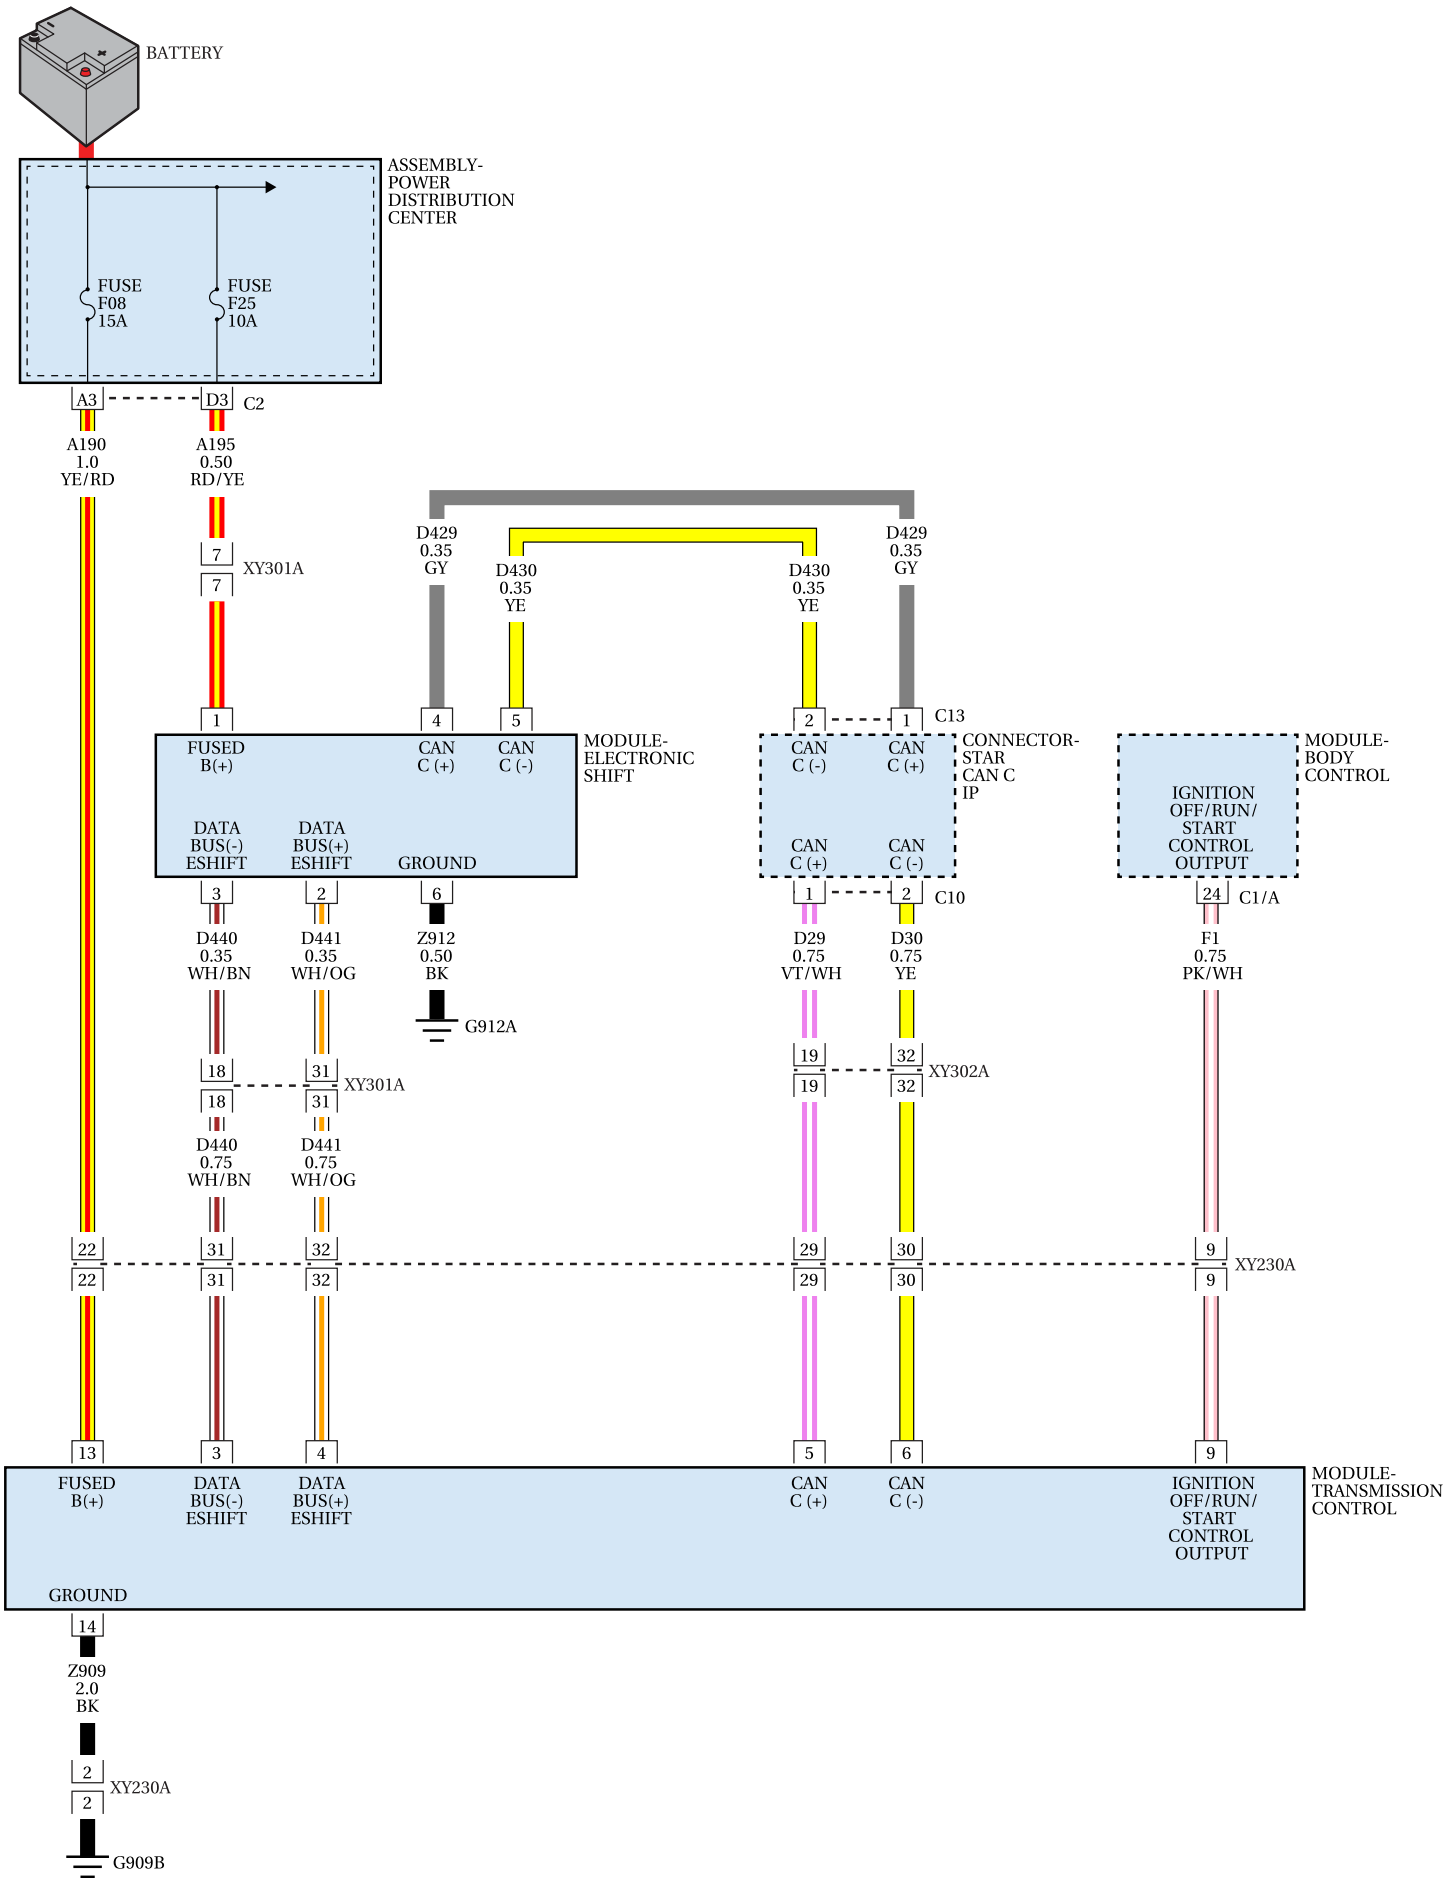 BATTERY
ASSEMBLY-
POWER
DISTRIBUTION
CENTER
FUSE
F08
15A
FUSE
F25
10A
A3
D3
C2
A190
1.0
YE/RD
A195
0.50
RD/YE
7
XY301A
7
D429
0.35
GY
D430
0.35
YE
D430
0.35
YE
D429
0.35
GY
1
4
5
2
1
C13
FUSED
B(+)
CAN
C (+)
CAN
C (-)
MODULE-
ELECTRONIC
SHIFT
DATA
BUS(-)
ESHIFT
DATA
BUS(+)
ESHIFT
GROUND
CAN
C (-)
CAN
C (+)
CONNECTOR-
STAR
CAN C
IP
CAN
C (+)
CAN
C (-)
MODULE-
BODY
CONTROL
IGNITION
OFF/RUN/
START
CONTROL
OUTPUT
3
2
6
1
2
C10
24
C1/A
D440
0.35
WH/BN
D441
0.35
WH/OG
Z912
0.50
BK
G912A
D29
0.75
VT/WH
D30
0.75
YE
F1
0.75
PK/WH
18
31
XY301A
18
31
19
32
XY302A
19
32
D440
0.75
WH/BN
D441
0.75
WH/OG
22
31
32
29
30
9
XY230A
22
31
32
29
30
9
13
3
4
5
6
9
FUSED
B(+)
DATA
BUS(-)
ESHIFT
DATA
BUS(+)
ESHIFT
CAN
C (+)
CAN
C (-)
IGNITION
OFF/RUN/
START
CONTROL
OUTPUT
MODULE-
TRANSMISSION
CONTROL
GROUND
14
Z909
2.0
BK
2
XY230A
2
G909B